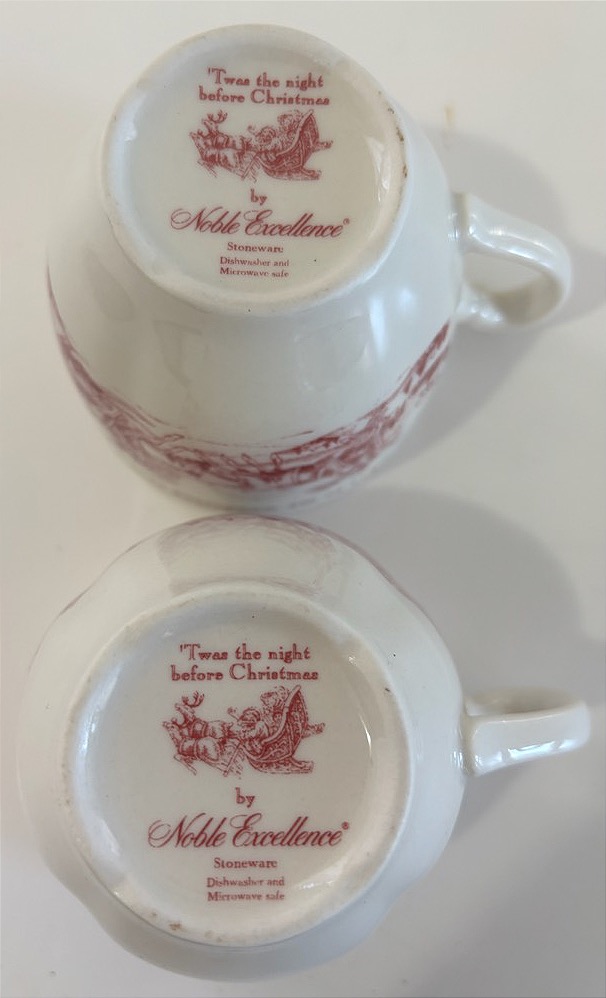 'Twas the night
before Christmas
by
Noble Excellence®
Stoneware
Dishwasher and
Microwave safe
'Twas the night
before Christmas
by
Noble Excellence®
Stoneware
Dishwasher and
Microwave safe